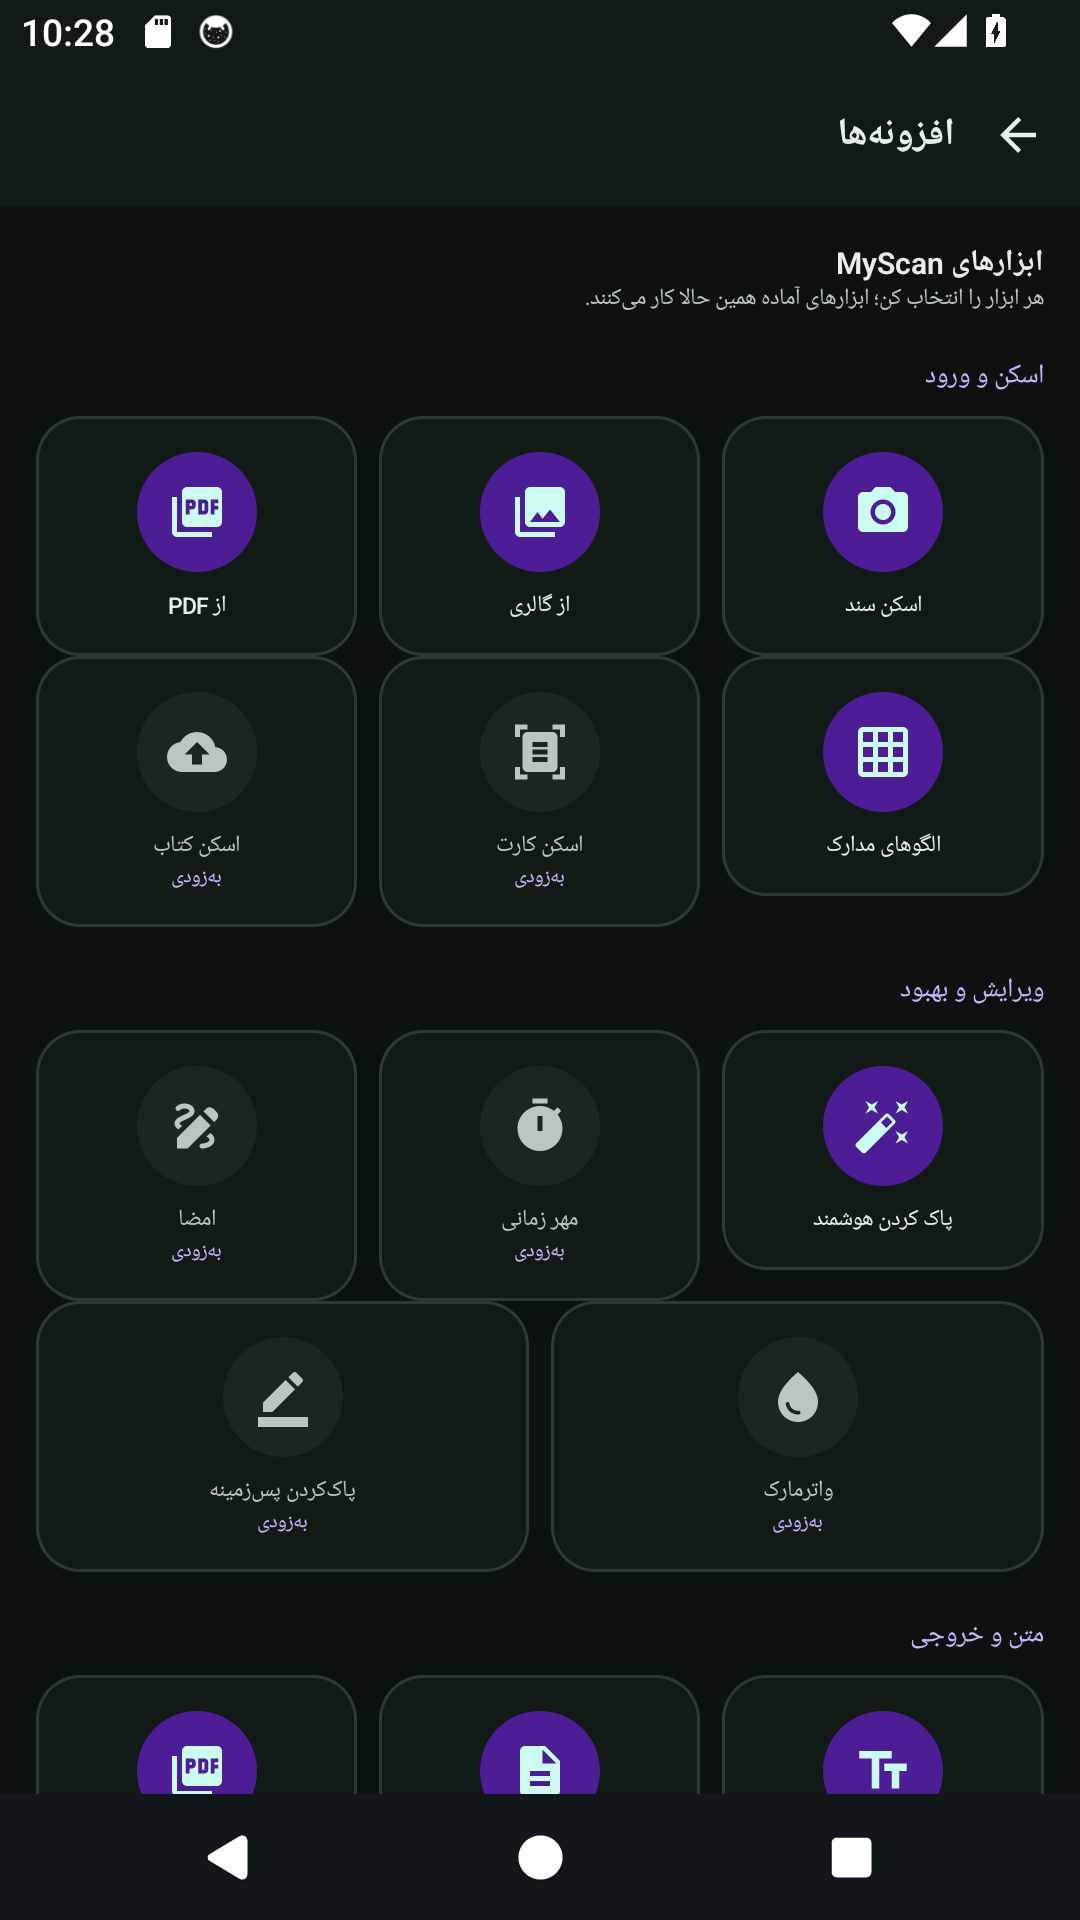 10:28
افزونه‌ها
ابزارهای MyScan
هر ابزار را انتخاب کن؛ ابزارهای آماده همین حالا کار می‌کنند.
اسکن و ورود
اسکن سند
از گالری
از PDF
PDF
الگوهای مدارک
اسکن کارت
به‌زودی
اسکن کتاب
به‌زودی
ویرایش و بهبود
پاک کردن هوشمند
مهر زمانی
به‌زودی
امضا
به‌زودی
واترمارک
به‌زودی
پاک‌کردن پس‌زمینه
به‌زودی
متن و خروجی
TT
PDF